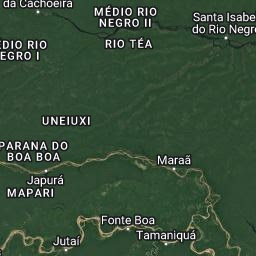 da Cachoeira
MÉDIO RIO
NEGRO II
Santa Isabe
do Rio Negro
RIO TÉA
ÉDIO RIO
EGRO I
UNEIUXI
PARANA DO
BOA BOA
Maraã
Japurá
MAPARI
Fonte Boa
Jutaí
Tamaniquá